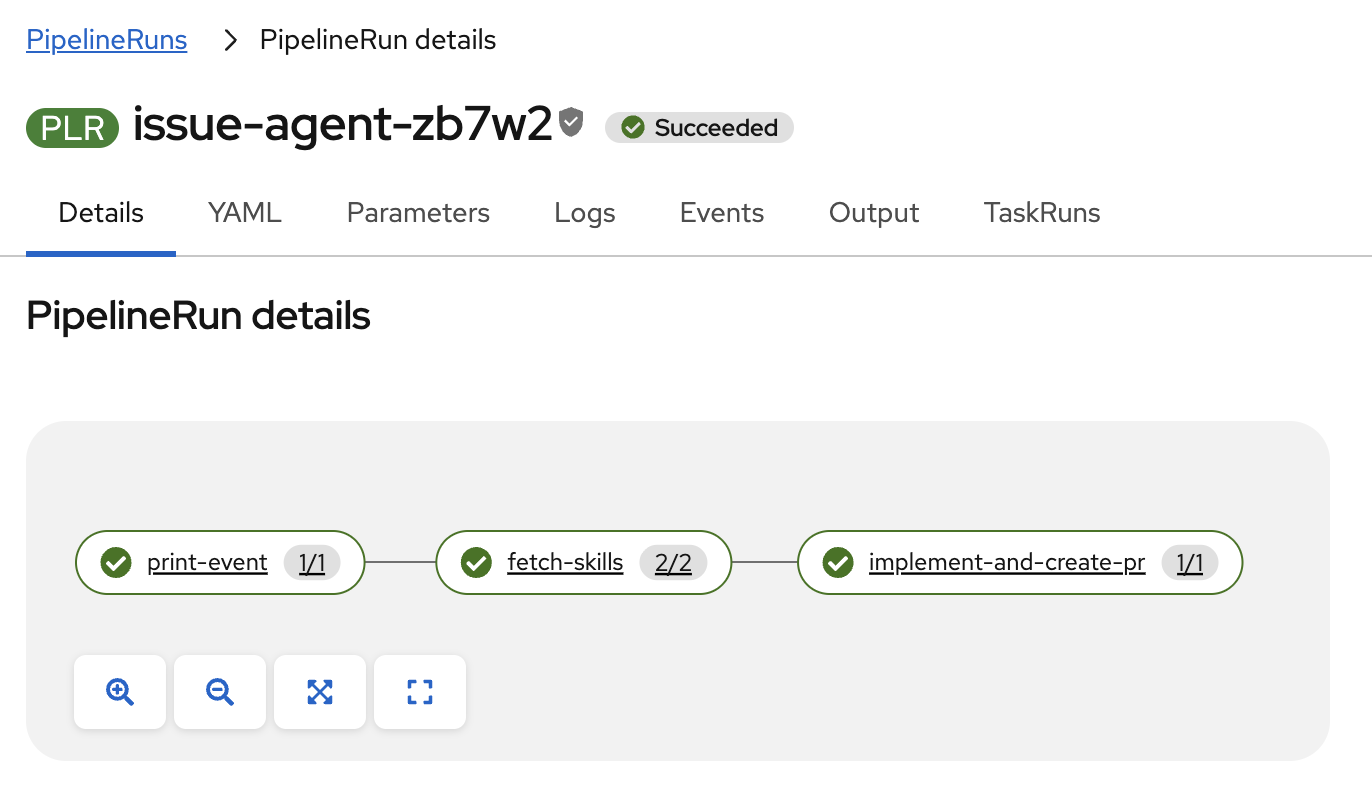 PipelineRuns > PipelineRun details
PLR issue-agent-zb7w2 Succeeded
Details YAML Parameters Logs Events Output TaskRuns
PipelineRun details
print-event 1/1 fetch-skills 2/2 implement-and-create-pr 1/1